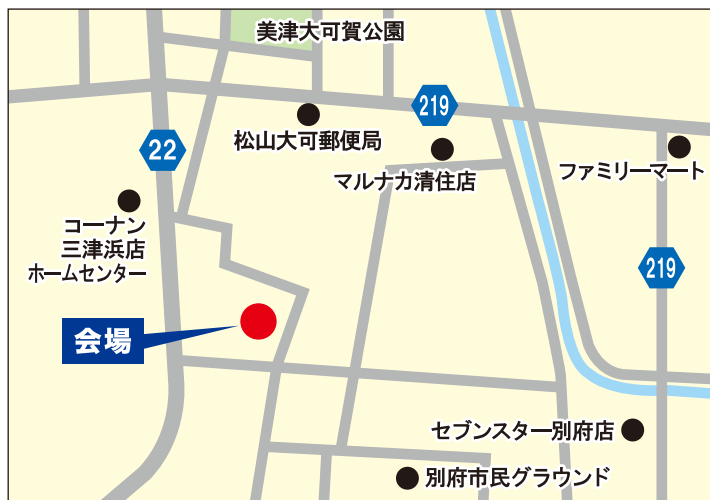 美津大可賀公園
219
松山大可郵便局
22
マルナカ清住店
ファミリーマート
コーナン
三津浜店
ホームセンター
219
会場
セブンスター別府店
別府市民グラウンド